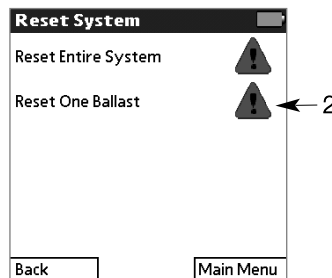 Reset System
Reset Entire System
Reset One Ballast
2
Back Main Menu